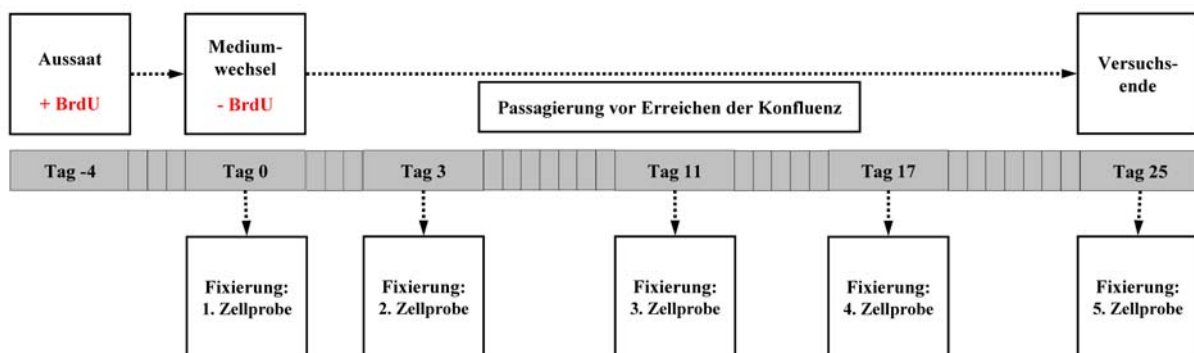 Aussaat
+ BrdU
Medium-
wechsel
- BrdU
Passagierung vor Erreichen der Konfluenz
Versuchs-
ende
Tag -4
Tag 0
Tag 3
Tag 11
Tag 17
Tag 25
Fixierung:
1. Zellprobe
Fixierung:
2. Zellprobe
Fixierung:
3. Zellprobe
Fixierung:
4. Zellprobe
Fixierung:
5. Zellprobe